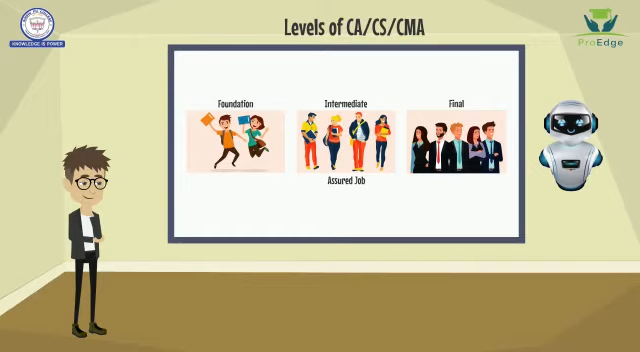 Levels of CA/CS/CMA
KNOWLEDGE IS POWER
ProEdge
Foundation
Intermediate
Final
Assured Job